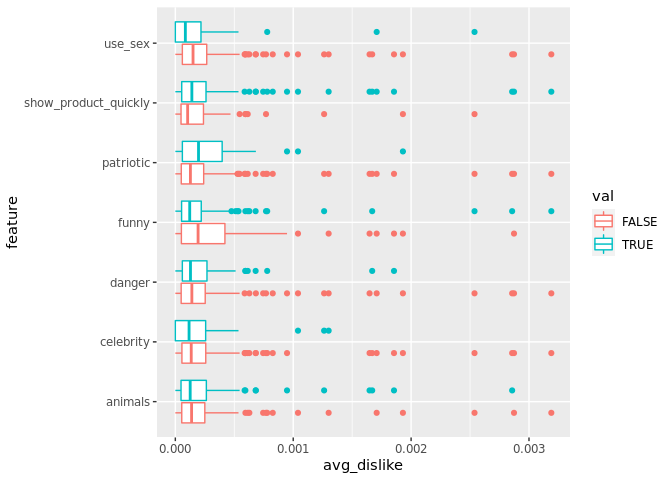 use_sex
show_product_quickly
patriotic
funny
danger
celebrity
animals
feature
0.000 0.001 0.002 0.003
avg_dislike
val
FALSE
TRUE